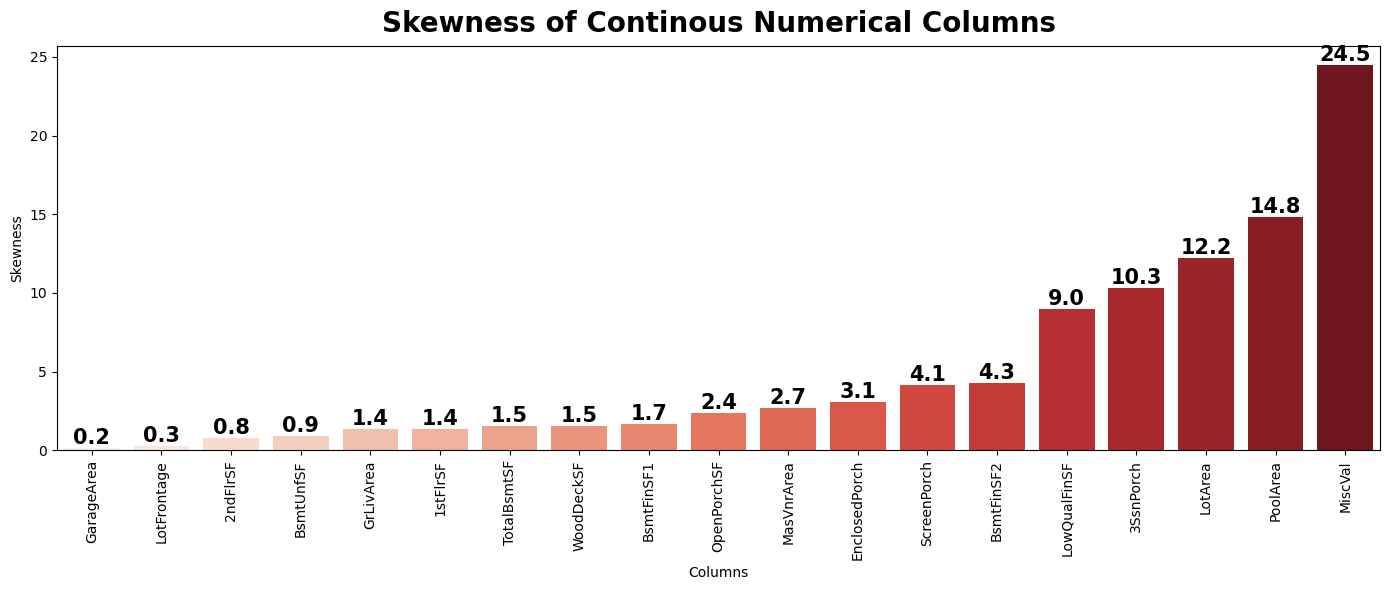 Skewness of Continous Numerical Columns
25
20
15
10
5
0
Skewness
0.2
0.3
0.8
0.9
1.4
1.4
1.5
1.5
1.7
2.4
2.7
3.1
4.1
4.3
9.0
10.3
12.2
14.8
24.5
GarageArea
LotFrontage
2ndFlrSF
BsmtUnfSF
GrLivArea
1stFlrSF
TotalBsmtSF
WoodDeckSF
BsmtFinSF1
OpenPorchSF
MasVnrArea
EnclosedPorch
ScreenPorch
BsmtFinSF2
LowQualFinSF
3SsnPorch
LotArea
PoolArea
MiscVal
Columns